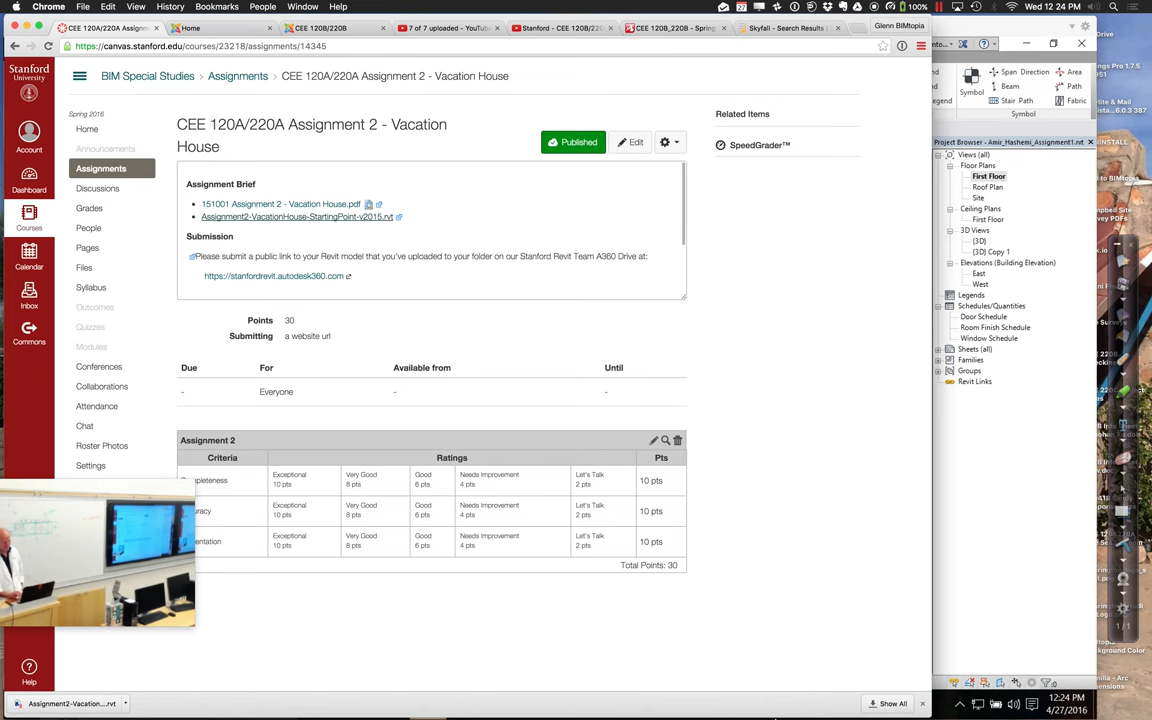 Chrome File Edit View History Bookmarks People Window Help
100% Wed 12 24 PM
CEE 120A/220A Assignm
Home
CEE 120B/220B
7 of 7 uploaded - YouTube
Stanford - CEE 120B/220
CEE 120B_220B - Spring
Skyfall - Search Results |
Glenn BIMtopia
https://canvas.stanford.edu/courses/23218/assignments/14345
Stanford
University
Account
Dashboard
Courses
Calendar
Inbox
Commons
Help
BIM Special Studies > Assignments > CEE 120A/220A Assignment 2 - Vacation House
Spring 2016
Home
Announcements
Assignments
Discussions
Grades
People
Pages
Files
Syllabus
Outcomes
Quizzes
Modules
Conferences
Collaborations
Attendance
Chat
Roster Photos
Settings
CEE 120A/220A Assignment 2 - Vacation
House
Published
Edit
Related Items
SpeedGrader™
Assignment Brief
151001 Assignment 2 - Vacation House.pdf
Assignment2-VacationHouse-StartingPoint-v2015.rvt
Submission
Please submit a public link to your Revit model that you've uploaded to your folder on our Stanford Revit Team A360 Drive at:
https://stanfordrevit.autodesk360.com
Points 30
Submitting a website url
Due For Available from Until
- Everyone - -
Assignment 2
Criteria Ratings Pts
pleteness Exceptional Very Good Good Needs Improvement Let's Talk 10 pts
10 pts 8 pts 6 pts 4 pts 2 pts
uracy Exceptional Very Good Good Needs Improvement Let's Talk 10 pts
10 pts 8 pts 6 pts 4 pts 2 pts
entation Exceptional Very Good Good Needs Improvement Let's Talk 10 pts
10 pts 8 pts 6 pts 4 pts 2 pts
Total Points: 30
Assignment2-Vacation....rvt
Show All
Symbol
Span Direction
Area
Beam
Path
Stair Path
Fabric
Symbol
Project Browser - Amir_Hashemi_Assignment1.rvt
Views (all)
Floor Plans
First Floor
Roof Plan
Site
Ceiling Plans
First Floor
3D Views
{3D}
{3D} Copy 1
Elevations (Building Elevation)
East
West
Legends
Schedules/Quantities
Door Schedule
Room Finish Schedule
Window Schedule
Sheets (all)
Families
Groups
Revit Links
1 / 1
12:24 PM
4/27/2016